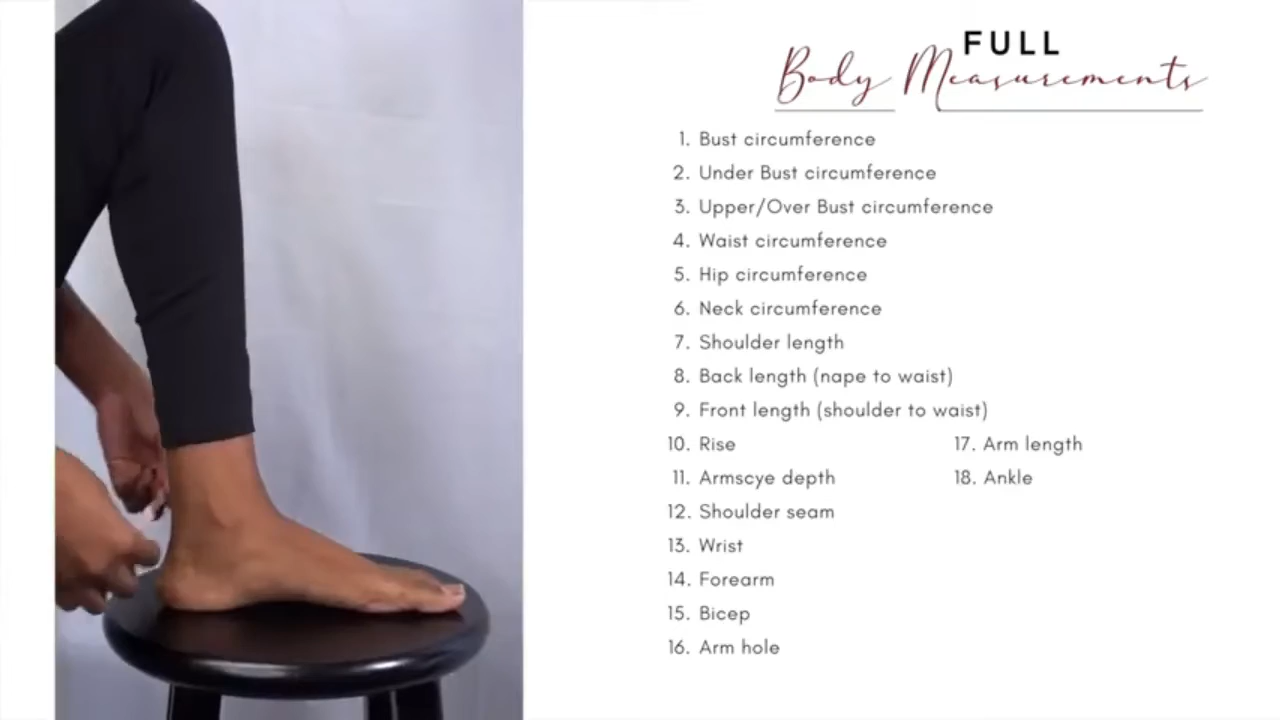 FULL
Body Measurements
1. Bust circumference
2. Under Bust circumference
3. Upper/Over Bust circumference
4. Waist circumference
5. Hip circumference
6. Neck circumference
7. Shoulder length
8. Back length (nape to waist)
9. Front length (shoulder to waist)
10. Rise
11. Armscye depth
12. Shoulder seam
13. Wrist
14. Forearm
15. Bicep
16. Arm hole
17. Arm length
18. Ankle